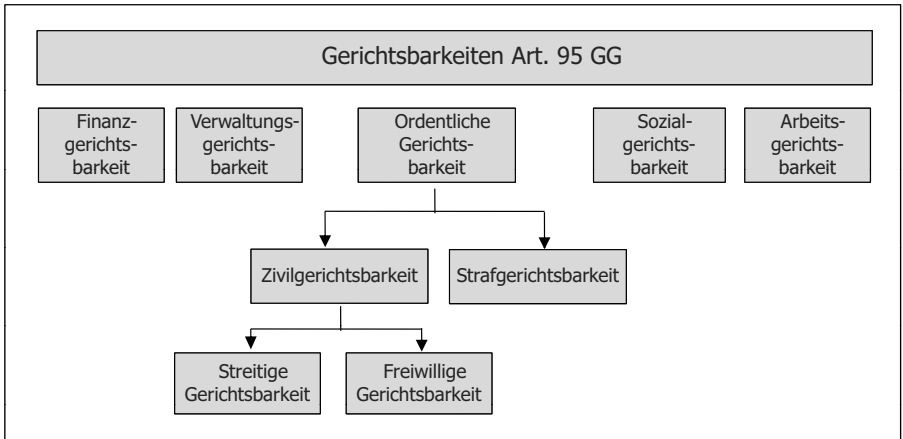 Gerichtsbarkeiten Art. 95 GG
Finanz-
gerichts-
barkeit
Verwaltungs-
gerichts-
barkeit
Ordentliche
Gerichts-
barkeit
Sozial-
gerichts-
barkeit
Arbeits-
gerichts-
barkeit
Zivilgerichtsbarkeit
Strafgerichtsbarkeit
Streitige
Gerichtsbarkeit
Freiwillige
Gerichtsbarkeit